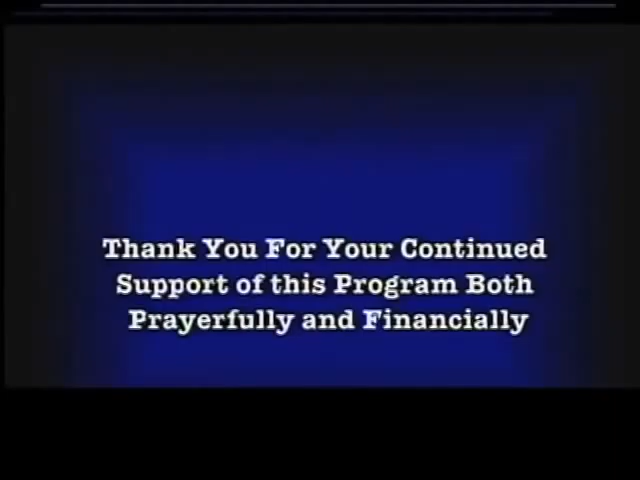 Thank You For Your Continued
Support of this Program Both
Prayerfully and Financially